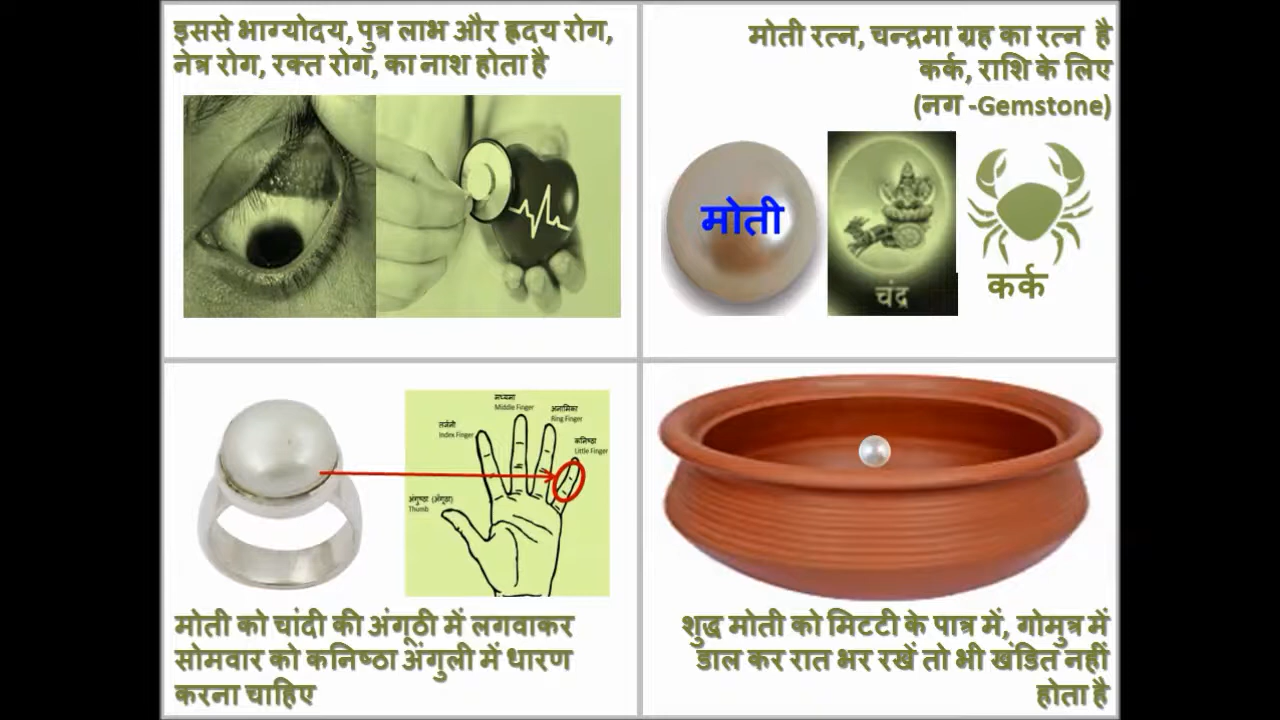 इससे भाग्योदय, पुत्र लाभ और ह्रदय रोग,
नेत्र रोग, रक्त रोग, का नाश होता है
मोती रत्न, चन्द्रमा ग्रह का रत्न है
कर्क, राशि के लिए
(नग -Gemstone)
मोती
चंद्र
कर्क
मध्यमा
Middle Finger
अनामिका
Ring Finger
तर्जनी
Index Finger
कनिष्ठा
Little Finger
अंगुष्ठा (अंगूठा)
Thumb
मोती को चांदी की अंगूठी में लगवाकर
सोमवार को कनिष्ठा अंगुली में धारण
करना चाहिए
शुद्ध मोती को मिटटी के पात्र में, गोमुत्र में
डाल कर रात भर रखें तो भी खंडित नहीं
होता है